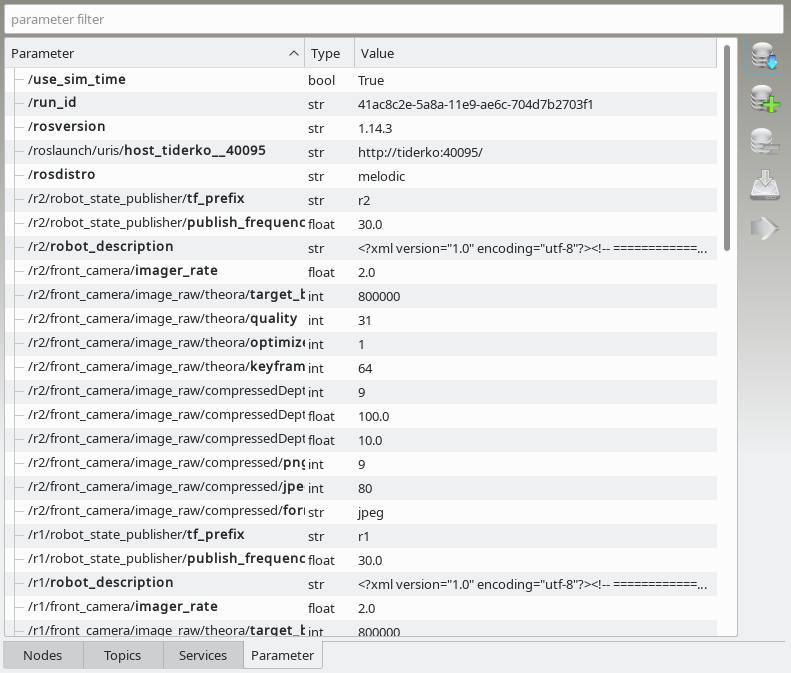 parameter filter
Parameter Type Value
/use_sim_time bool True
/run_id str 41ac8c2e-5a8a-11e9-ae6c-704d7b2703f1
/rosversion str 1.14.3
/roslaunch/uris/host_tiderko__40095 str http://tiderko:40095/
/rosdistro str melodic
/r2/robot_state_publisher/tf_prefix str r2
/r2/robot_state_publisher/publish_frequenc float 30.0
/r2/robot_description str <?xml version="1.0" encoding="utf-8"?><!-- ============...
/r2/front_camera/imager_rate float 2.0
/r2/front_camera/image_raw/theora/target_b int 800000
/r2/front_camera/image_raw/theora/quality int 31
/r2/front_camera/image_raw/theora/optimize int 1
/r2/front_camera/image_raw/theora/keyfram int 64
/r2/front_camera/image_raw/compressedDept int 9
/r2/front_camera/image_raw/compressedDept float 100.0
/r2/front_camera/image_raw/compressedDept float 10.0
/r2/front_camera/image_raw/compressed/png int 9
/r2/front_camera/image_raw/compressed/jpe int 80
/r2/front_camera/image_raw/compressed/for str jpeg
/r1/robot_state_publisher/tf_prefix str r1
/r1/robot_state_publisher/publish_frequenc float 30.0
/r1/robot_description str <?xml version="1.0" encoding="utf-8"?><!-- ============...
/r1/front_camera/imager_rate float 2.0
/r1/front_camera/image_raw/theora/target_b int 800000
Nodes Topics Services Parameter